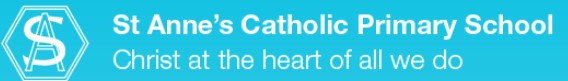 St Anne's Catholic Primary School
Christ at the heart of all we do